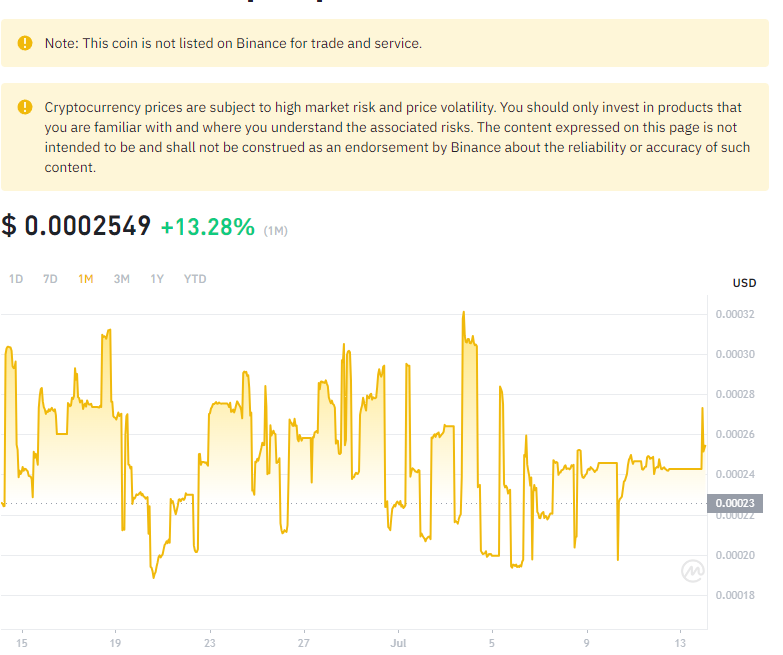 Note: This coin is not listed on Binance for trade and service.
Cryptocurrency prices are subject to high market risk and price volatility. You should only invest in products that
you are familiar with and where you understand the associated risks. The content expressed on this page is not
intended to be and shall not be construed as an endorsement by Binance about the reliability or accuracy of such
content.
$ 0.0002549 +13.28% (1M)
1D 7D 1M 3M 1Y YTD
USD
0.00032
0.00030
0.00028
0.00026
0.00024
0.00023
0.00022
0.00020
0.00018
15 19 23 27 Jul 5 9 13